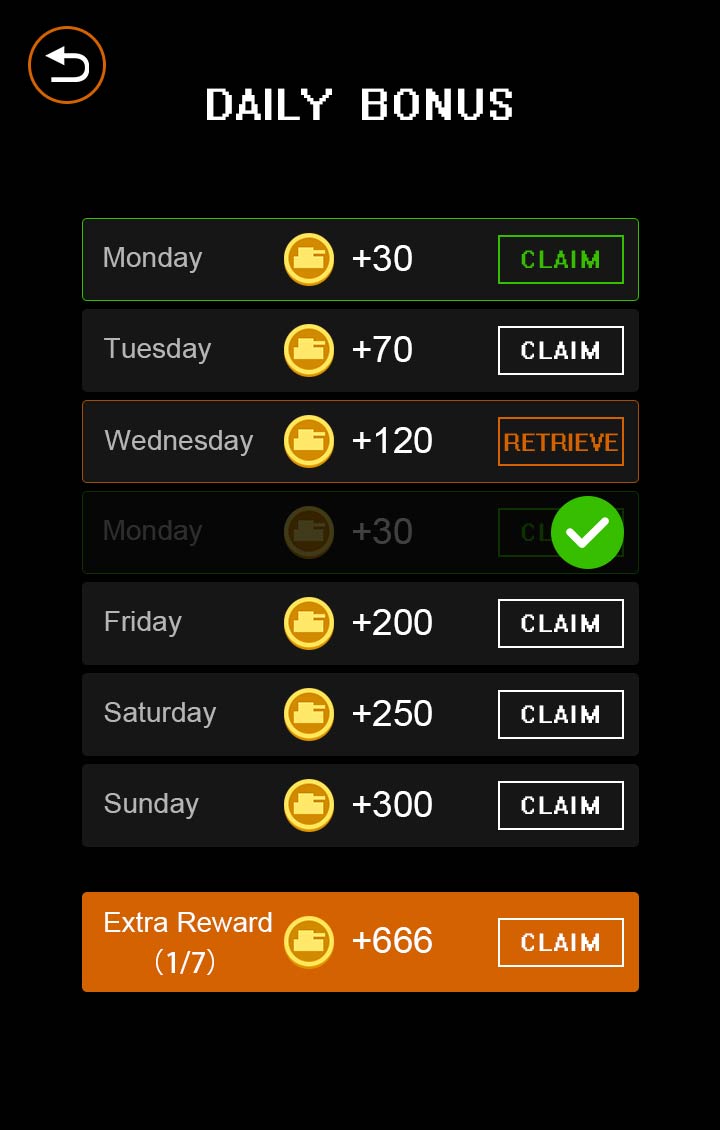 DAILY BONUS
Monday +30 CLAIM
Tuesday +70 CLAIM
Wednesday +120 RETRIEVE
Monday +30 CL
Friday +200 CLAIM
Saturday +250 CLAIM
Sunday +300 CLAIM
Extra Reward +666 CLAIM
（1/7）